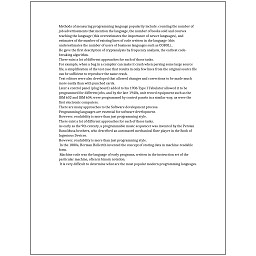 Methods of measuring programming language popularity include: counting the number of
job advertisements that mention the language, the number of books sold and courses
teaching the language (this overestimates the importance of newer languages), and
estimates of the number of existing lines of code written in the language (this
underestimates the number of users of business languages such as COBOL).
He gave the first description of cryptanalysis by frequency analysis, the earliest code
breaking algorithm.
There exist a lot of different approaches for each of those tasks.
For example, when a bug in a compiler can make it crash when parsing some large source
file, a simplification of the test case that results in only few lines from the original source file
can be sufficient to reproduce the same crash.
Text editors were also developed that allowed changes and corrections to be made much
more easily than with punched cards.
Later a control panel (plug board) added to his 1906 Type I Tabulator allowed it to be
programmed for different jobs, and by the late 1940s, unit record equipment such as the
IBM 602 and IBM 604, were programmed by control panels in a similar way, as were the
first electronic computers.
There are many approaches to the Software development process.
Programming languages are essential for software development.
However, readability is more than just programming style.
There exist a lot of different approaches for each of those tasks.
As early as the 9th century, a programmable music sequencer was invented by the Persian
Banu Musa brothers, who described an automated mechanical flute player in the Book of
Ingenious Devices.
However, readability is more than just programming style.
In the 1880s, Herman Hollerith invented the concept of storing data in machine-readable
form.
Machine code was the language of early programs, written in the instruction set of the
particular machine, often in binary notation.
It is very difficult to determine what are the most popular modern programming languages.